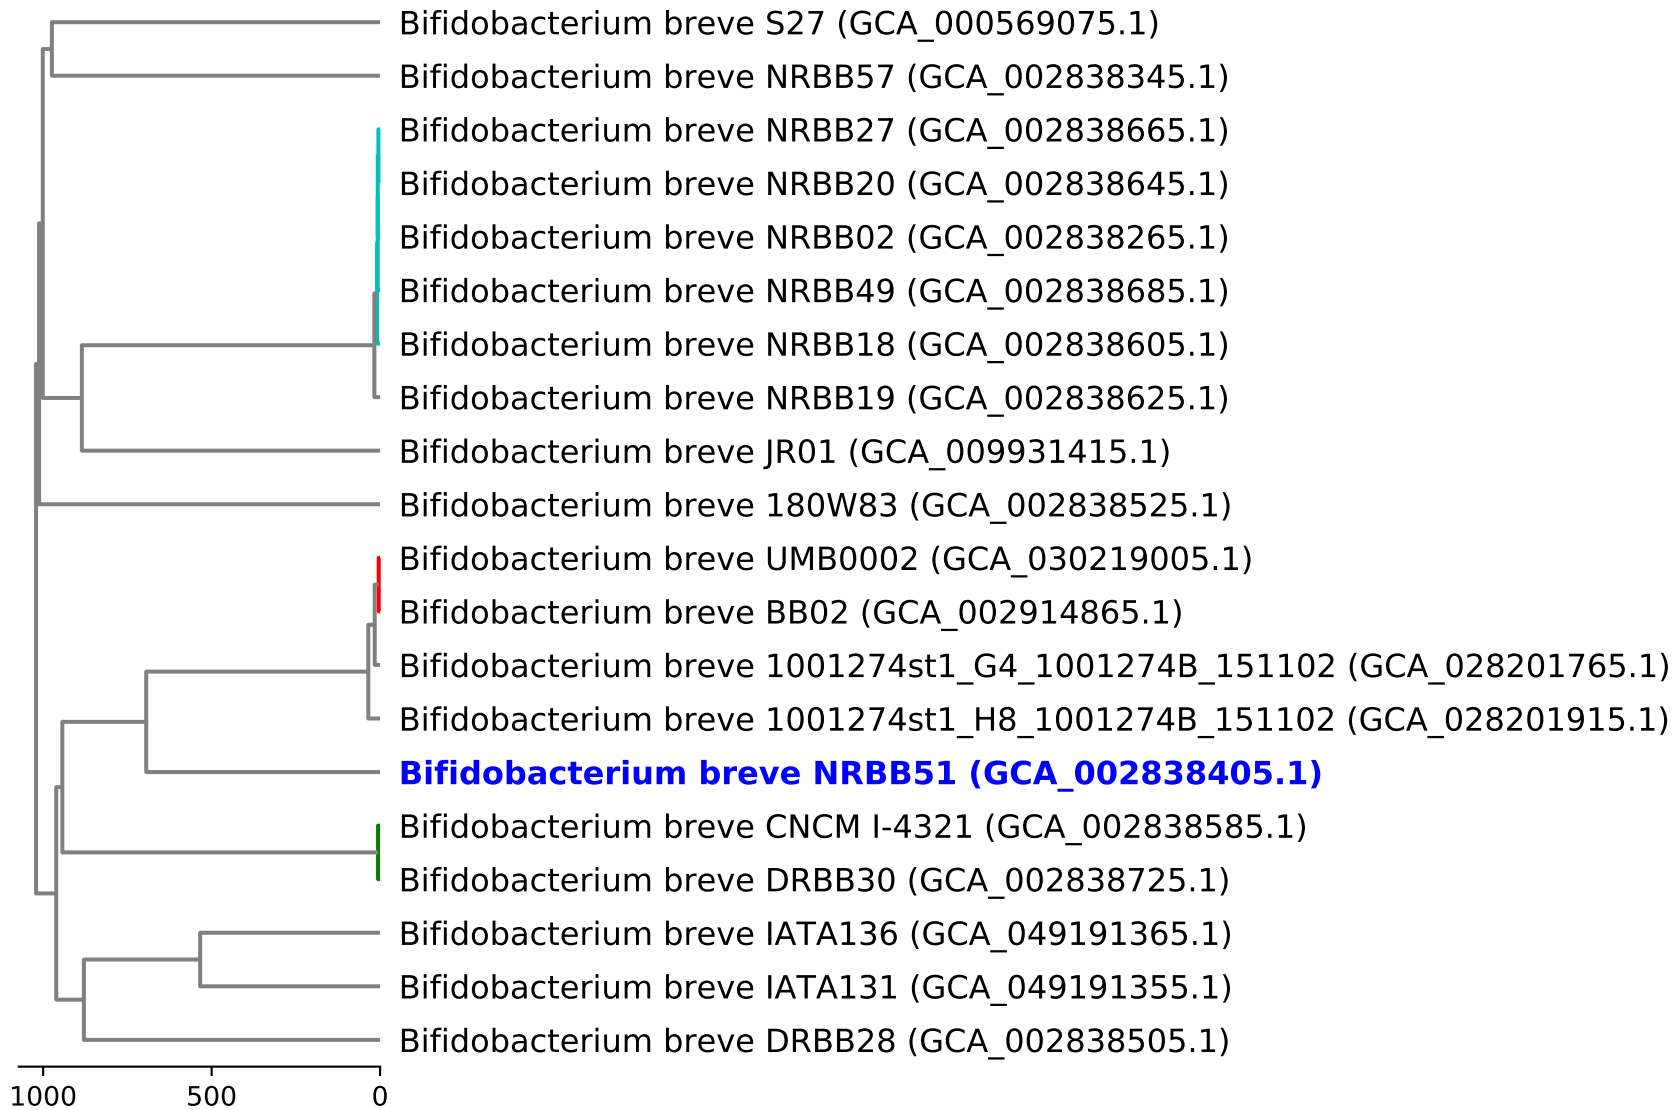 Bifidobacterium breve S27 (GCA_000569075.1)
Bifidobacterium breve NRBB57 (GCA_002838345.1)
Bifidobacterium breve NRBB27 (GCA_002838665.1)
Bifidobacterium breve NRBB20 (GCA_002838645.1)
Bifidobacterium breve NRBB02 (GCA_002838265.1)
Bifidobacterium breve NRBB49 (GCA_002838685.1)
Bifidobacterium breve NRBB18 (GCA_002838605.1)
Bifidobacterium breve NRBB19 (GCA_002838625.1)
Bifidobacterium breve JR01 (GCA_009931415.1)
Bifidobacterium breve 180W83 (GCA_002838525.1)
Bifidobacterium breve UMB0002 (GCA_030219005.1)
Bifidobacterium breve BB02 (GCA_002914865.1)
Bifidobacterium breve 1001274st1_G4_1001274B_151102 (GCA_028201765.1)
Bifidobacterium breve 1001274st1_H8_1001274B_151102 (GCA_028201915.1)
Bifidobacterium breve NRBB51 (GCA_002838405.1)
Bifidobacterium breve CNCM I-4321 (GCA_002838585.1)
Bifidobacterium breve DRBB30 (GCA_002838725.1)
Bifidobacterium breve IATA136 (GCA_049191365.1)
Bifidobacterium breve IATA131 (GCA_049191355.1)
Bifidobacterium breve DRBB28 (GCA_002838505.1)
1000 500 0